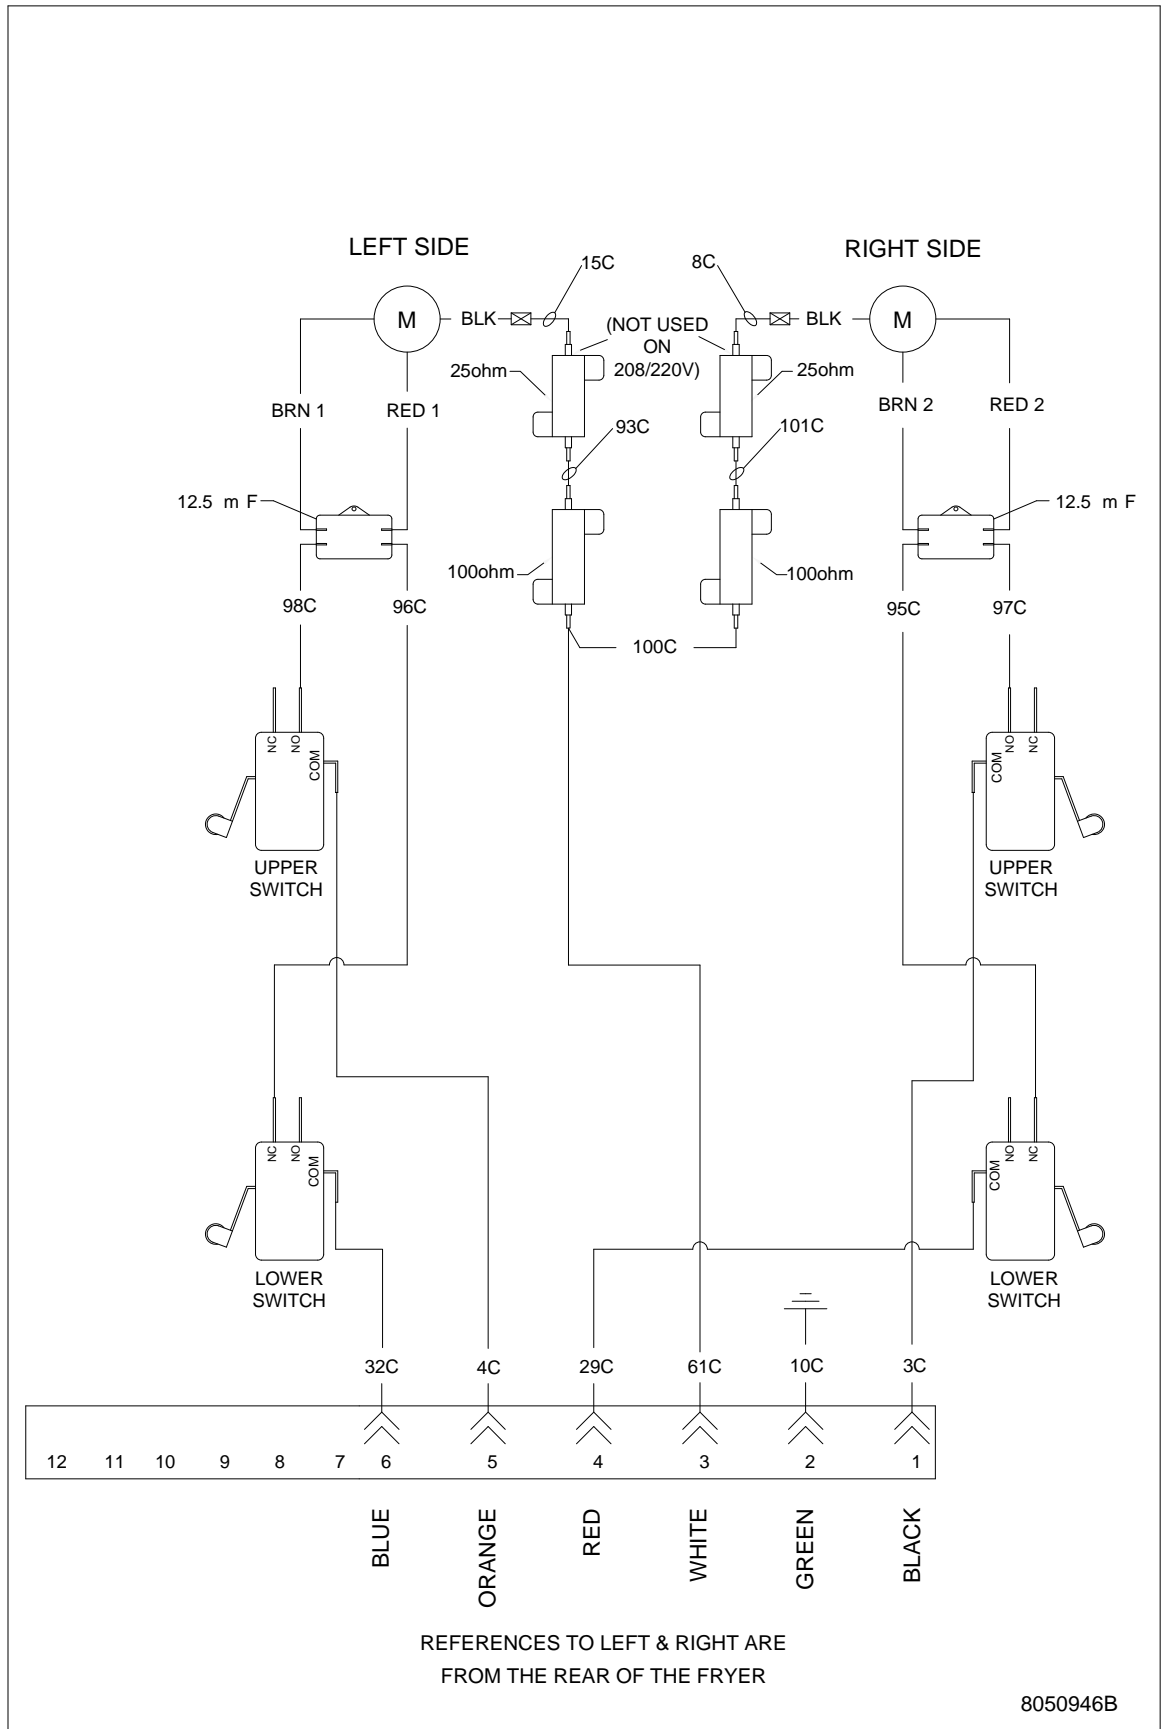 LEFT SIDE
RIGHT SIDE
15C
8C
M
BLK
(NOT USED
ON
208/220V)
BLK
M
25ohm
25ohm
BRN 1
RED 1
93C
101C
BRN 2
RED 2
12.5 m F
12.5 m F
100ohm
100ohm
98C
96C
95C
97C
100C
NC
NO
COM
COM
NO
NC
UPPER
SWITCH
UPPER
SWITCH
NC
NO
COM
COM
NO
NC
LOWER
SWITCH
LOWER
SWITCH
32C
4C
29C
61C
10C
3C
12 11 10 9 8 7 6 5 4 3 2 1
BLUE
ORANGE
RED
WHITE
GREEN
BLACK
REFERENCES TO LEFT & RIGHT ARE
FROM THE REAR OF THE FRYER
8050946B